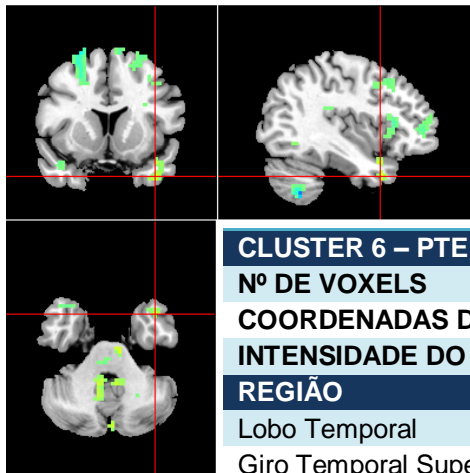 CLUSTER 6 – PTE
Nº DE VOXELS
COORDENADAS D
INTENSIDADE DO
REGIÃO
Lobo Temporal
Giro Temporal Supe